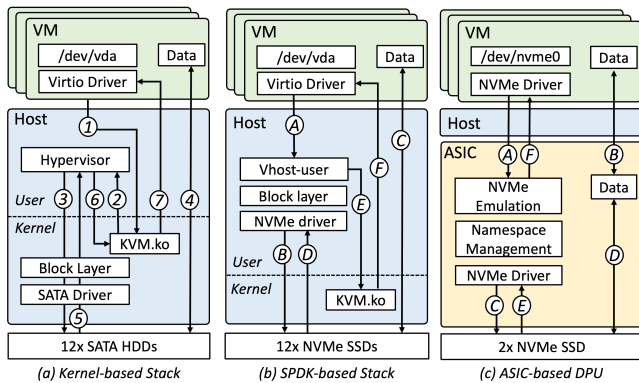 VM
/dev/vda
Data
Virtio Driver
Host
1
Hypervisor
3
6
2
7
4
User
Kernel
KVM.ko
Block Layer
SATA Driver
5
12x SATA HDDs
(a) Kernel-based Stack
VM
/dev/vda
Data
Virtio Driver
Host
A
C
Vhost-user
F
Block layer
E
NVMe driver
B
D
User
Kernel
KVM.ko
12x NVMe SSDs
(b) SPDK-based Stack
VM
/dev/nvme0
Data
NVMe Driver
Host
ASIC
A
F
B
NVMe
Emulation
Data
Namespace
Management
D
NVMe Driver
C
E
2x NVMe SSD
(c) ASIC-based DPU